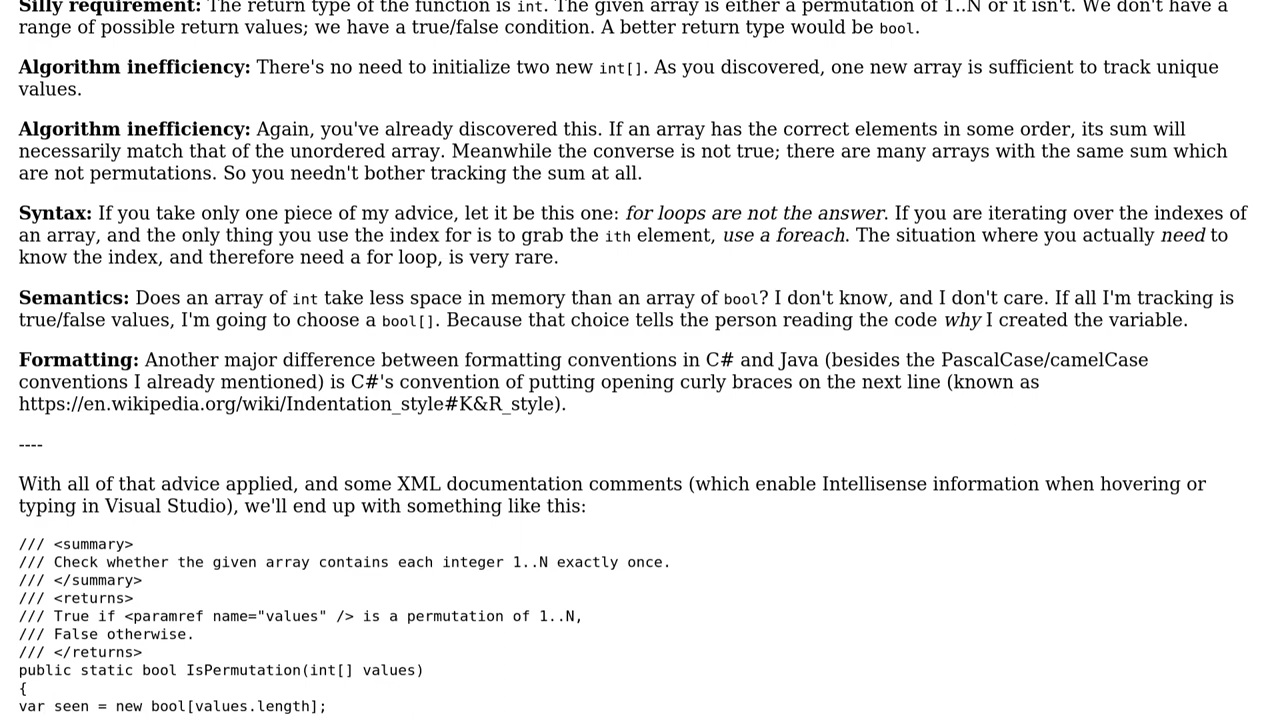 Silly requirement: The return type of the function is int. The given array is either a permutation of 1..N or it isn't. We don't have a
range of possible return values; we have a true/false condition. A better return type would be bool.
Algorithm inefficiency: There's no need to initialize two new int[]. As you discovered, one new array is sufficient to track unique
values.
Algorithm inefficiency: Again, you've already discovered this. If an array has the correct elements in some order, its sum will
necessarily match that of the unordered array. Meanwhile the converse is not true; there are many arrays with the same sum which
are not permutations. So you needn't bother tracking the sum at all.
Syntax: If you take only one piece of my advice, let it be this one: for loops are not the answer. If you are iterating over the indexes of
an array, and the only thing you use the index for is to grab the ith element, use a foreach. The situation where you actually need to
know the index, and therefore need a for loop, is very rare.
Semantics: Does an array of int take less space in memory than an array of bool? I don't know, and I don't care. If all I'm tracking is
true/false values, I'm going to choose a bool[]. Because that choice tells the person reading the code why I created the variable.
Formatting: Another major difference between formatting conventions in C# and Java (besides the PascalCase/camelCase
conventions I already mentioned) is C#'s convention of putting opening curly braces on the next line (known as
https://en.wikipedia.org/wiki/Indentation_style#K&R_style).
----
With all of that advice applied, and some XML documentation comments (which enable Intellisense information when hovering or
typing in Visual Studio), we'll end up with something like this:
/// <summary>
/// Check whether the given array contains each integer 1..N exactly once.
/// </summary>
/// <returns>
/// True if <paramref name="values" /> is a permutation of 1..N,
/// False otherwise.
/// </returns>
public static bool IsPermutation(int[] values)
{
var seen = new bool[values.length];